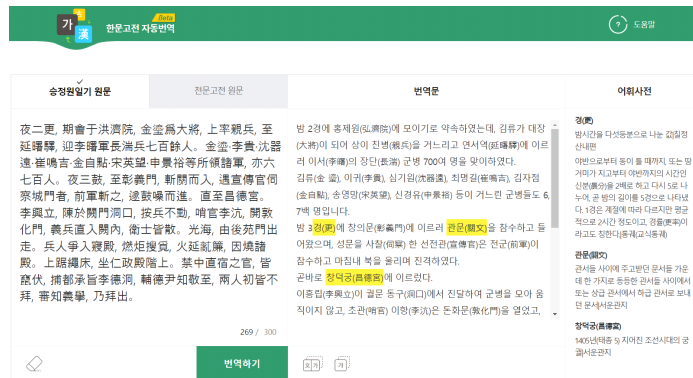 가
漢
Beta
한문고전 자동번역
?
도움말
승정원일기 원문
천문고전 원문
번역문
어휘사전
夜二更, 期會于洪濟院, 金瑬爲大將, 上率親兵, 至
延曙驛, 迎李曙軍長湍兵七百餘人。金瑬·李貴·沈器
遠·崔鳴吉·金自點·宋英望·申景裕等所領諸軍, 亦六
七百人。夜三鼓, 至彰義門, 斬關而入, 遇宣傳官伺
察城門者, 前軍斬之, 遂鼓噪而進。直至昌德宮。
李興立, 陳於闕門洞口, 按兵不動, 哨官李沆, 開敦
化門, 義兵直入闕內, 衛士皆散。光海, 由後苑門出
走。兵人爭入寢殿, 燃炬搜覓, 火延氣簾, 因燒諸
殿。上踞繩床, 坐仁政殿階上。禁中直宿之官, 皆
竄伏, 捕都承旨李德泂, 輔德尹知敬至, 兩人初皆不
拜, 審知義擧, 乃拜出。
269 / 300
번역하기
밤 2경에 홍제원(弘濟院)에 모이기로 약속하였는데, 김류가 대장
(大將)이 되어 상이 친병(親兵)을 거느리고 연서역(延曙驛)에 이르
러 이서(李曙)의 장단(長湍) 군병 700여 명을 맞이하였다.
김류(金 瑬), 이귀(李貴), 심기원(沈器遠), 최명길(崔鳴吉), 김자점
(金自點), 송영망(宋英望), 신경유(申景裕) 등이 거느린 군병들도 6,
7백 명입니다.
밤 3경(更)에 창의문(彰義門)에 이르러 관문(關文)을 참수하고 들
어왔으며, 성문을 사찰(伺察) 한 선전관(宣傳官)은 전군(前軍)이
참수하고 마침내 북을 울리며 진격하였다.
곧바로 창덕궁(昌德宮)에 이르렀다.
이흥립(李興立)이 궐문 동구(洞口)에서 진달하여 군병을 모아 움
직이지 않고, 초관(哨官) 이항(李沆)은 돈화문(敦化門)을 열었고,
경(更)
밤시간을 다섯등분으로 나눈 값|질정
산내편
야반으로부터 동이 틀 때까지, 또는 땅
거미가 지고부터 야반까지의 시간인
신분(晨分)을 2배로 하고 다시 5로 나
누어, 곧 밤의 길이를 5경으로 나타냈
다. 1경은 계절에 따라 다르지만 평균
적으로 2시간 정도이고, 경률(更率)이
라고도 칭한다|동궤(교식통궤)
관문(關文)
관서들 사이에 주고받던 문서들 가운
데 한 가지로 동등한 관서들 사이에서
또는 상급 관서에서 하급 관서로 보내
던 문서|서운관지
창덕궁(昌德宮)
1405년(태종 5) 지어진 조선시대의 궁
궐|서운관지